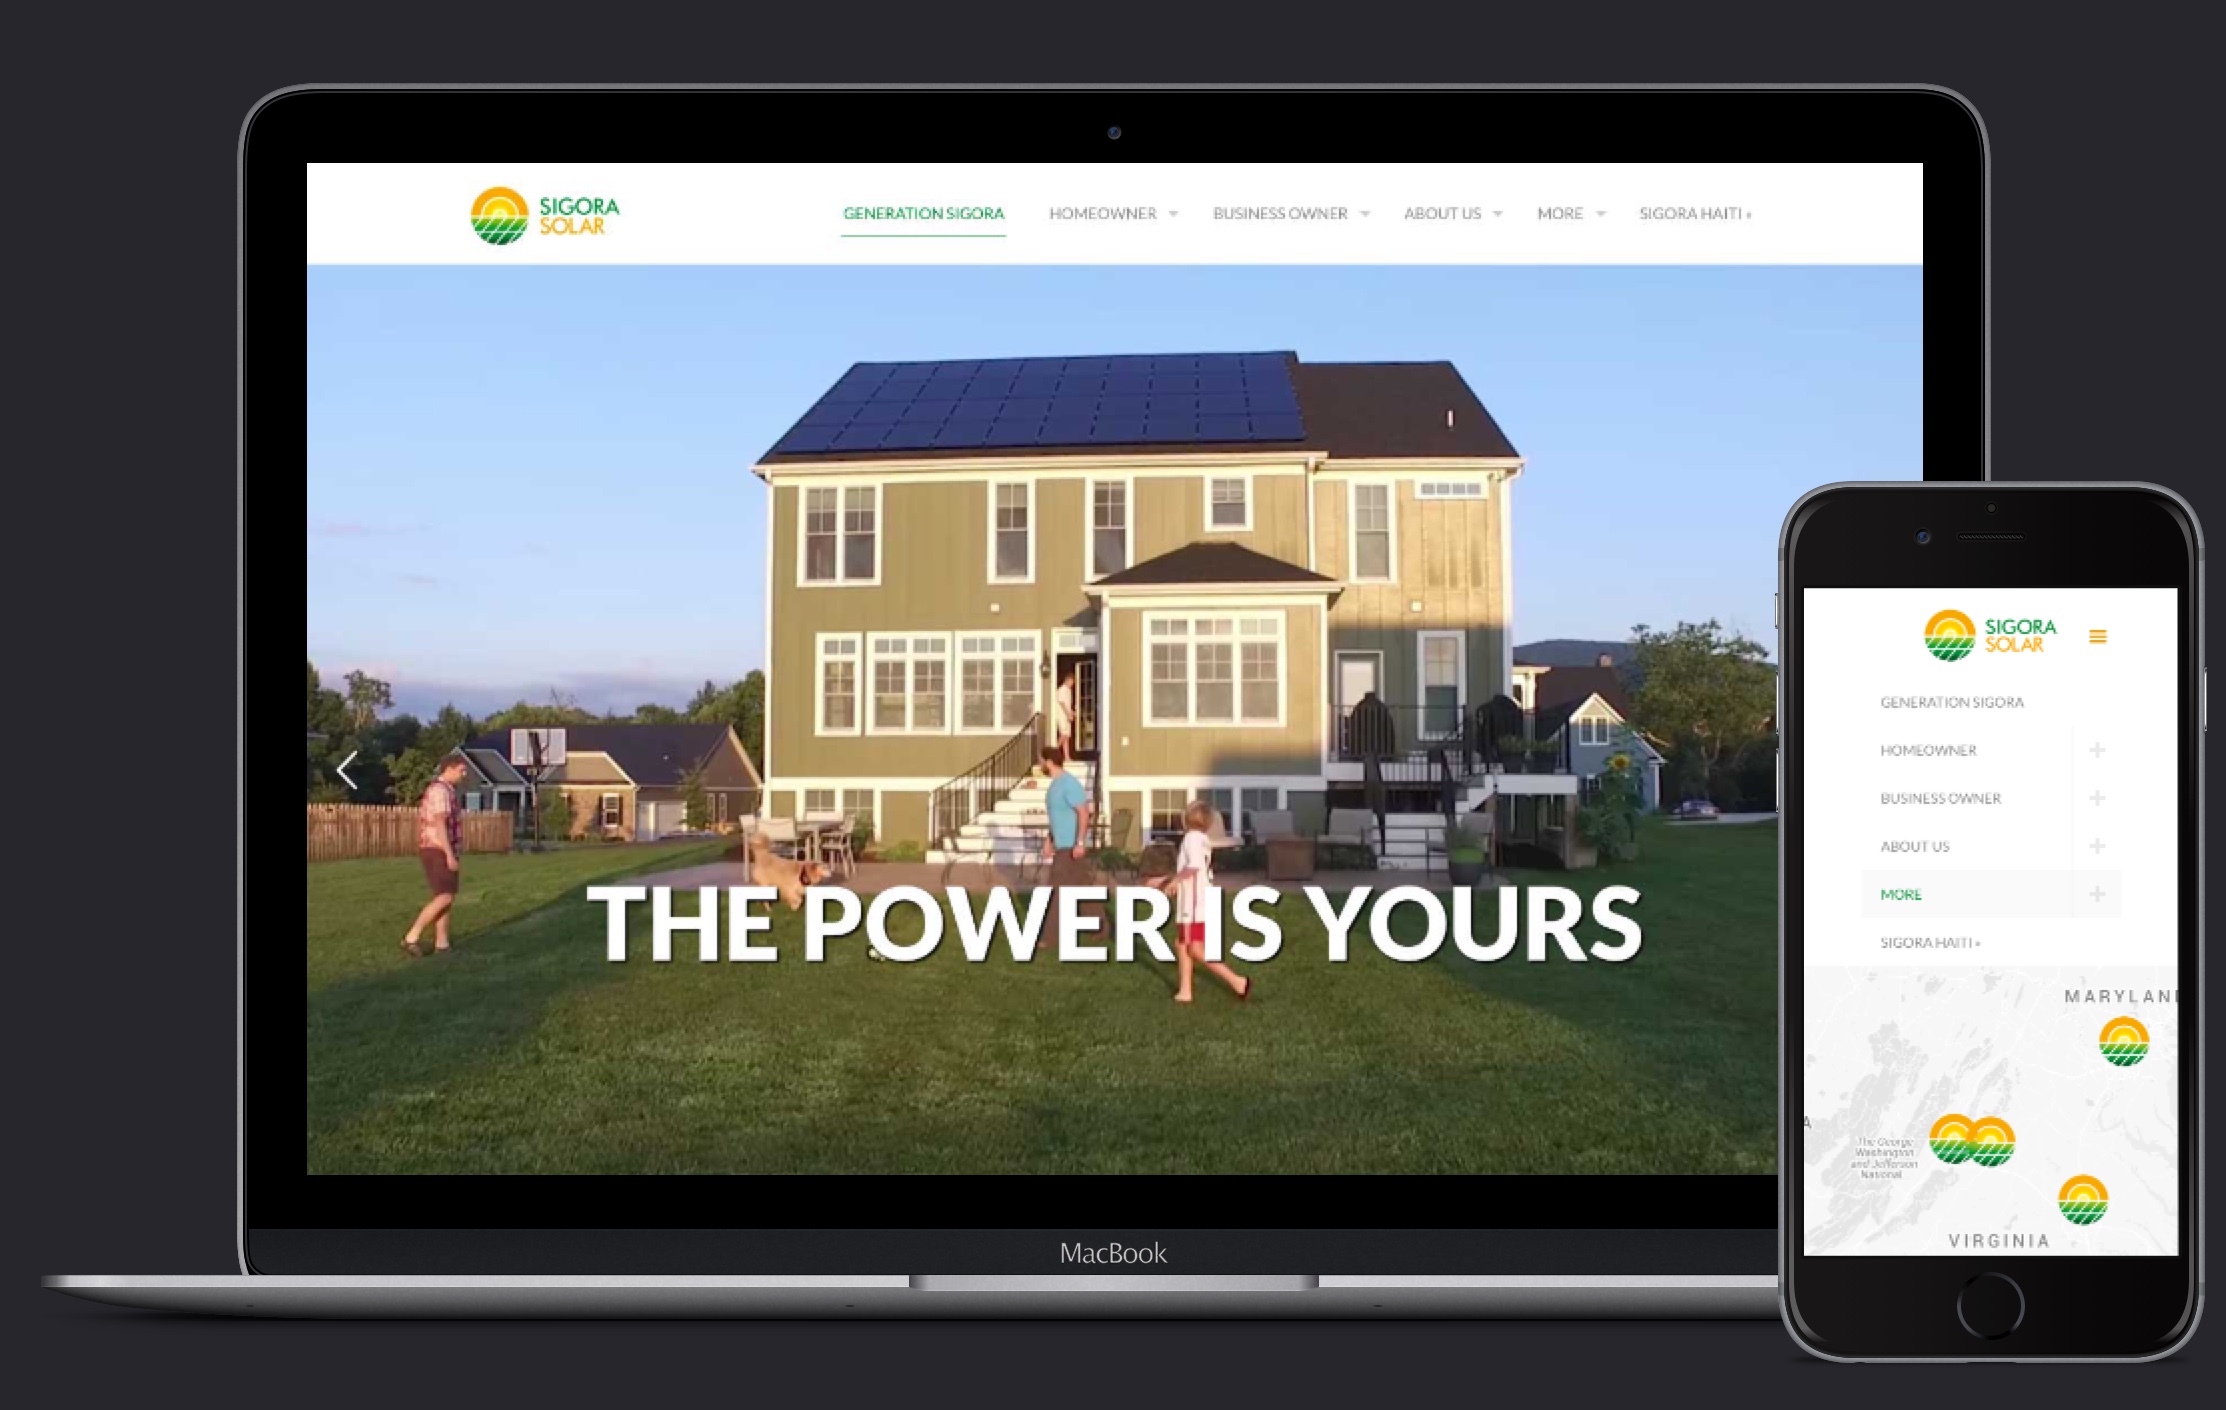 SIGORA
SOLAR
GENERATION SIGORA
HOMEOWNER
BUSINESS OWNER
ABOUT US
MORE
SIGORA HAITI »
THE POWER IS YOURS
MacBook
SIGORA
SOLAR
GENERATION SIGORA
HOMEOWNER
BUSINESS OWNER
ABOUT US
MORE
SIGORA HAITI »
MARYLAN
A
The George
Washington
and Jefferson
National
VIRGINIA